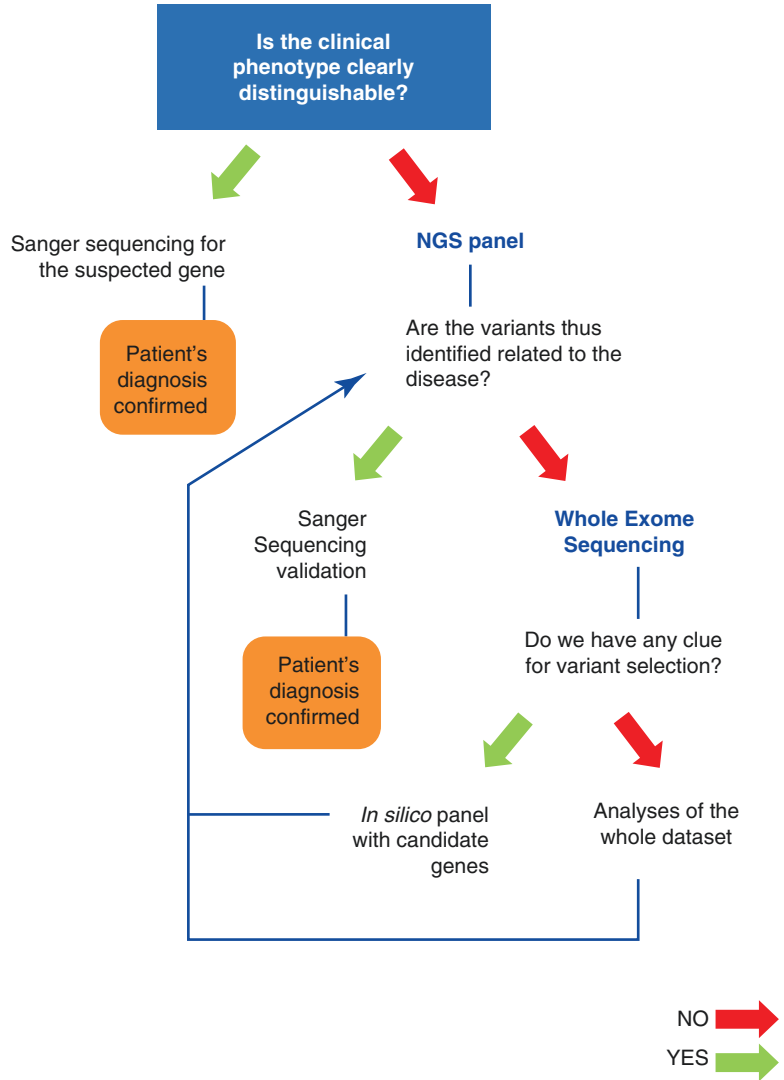 Is the clinical
phenotype clearly
distinguishable?
Sanger sequencing for
the suspected gene
NGS panel
Patient's
diagnosis
confirmed
Are the variants thus
identified related to the
disease?
Sanger
Sequencing
validation
Whole Exome
Sequencing
Patient's
diagnosis
confirmed
Do we have any clue
for variant selection?
In silico panel
with candidate
genes
Analyses of the
whole dataset
NO
YES